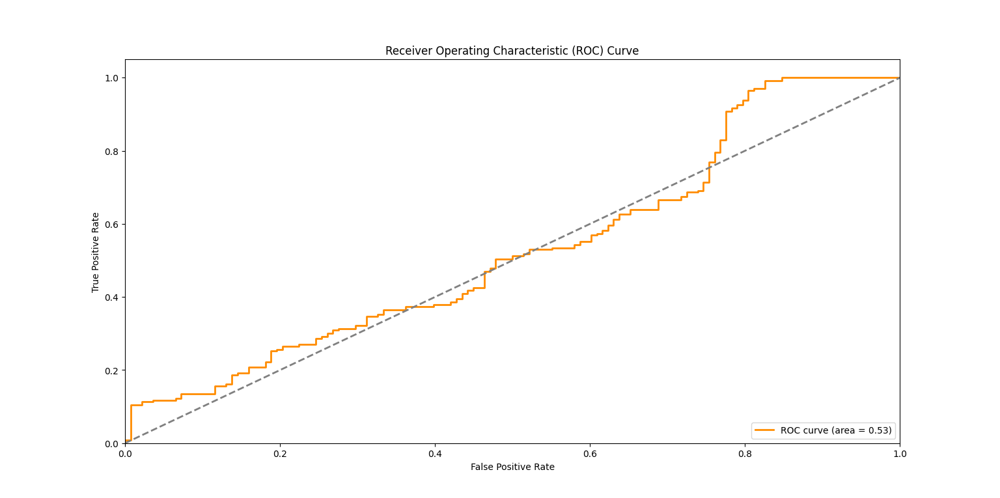 Receiver Operating Characteristic (ROC) Curve
1.0
0.8
0.6
0.4
0.2
0.0
True Positive Rate
ROC curve (area = 0.53)
0.0 0.2 0.4 0.6 0.8 1.0
False Positive Rate